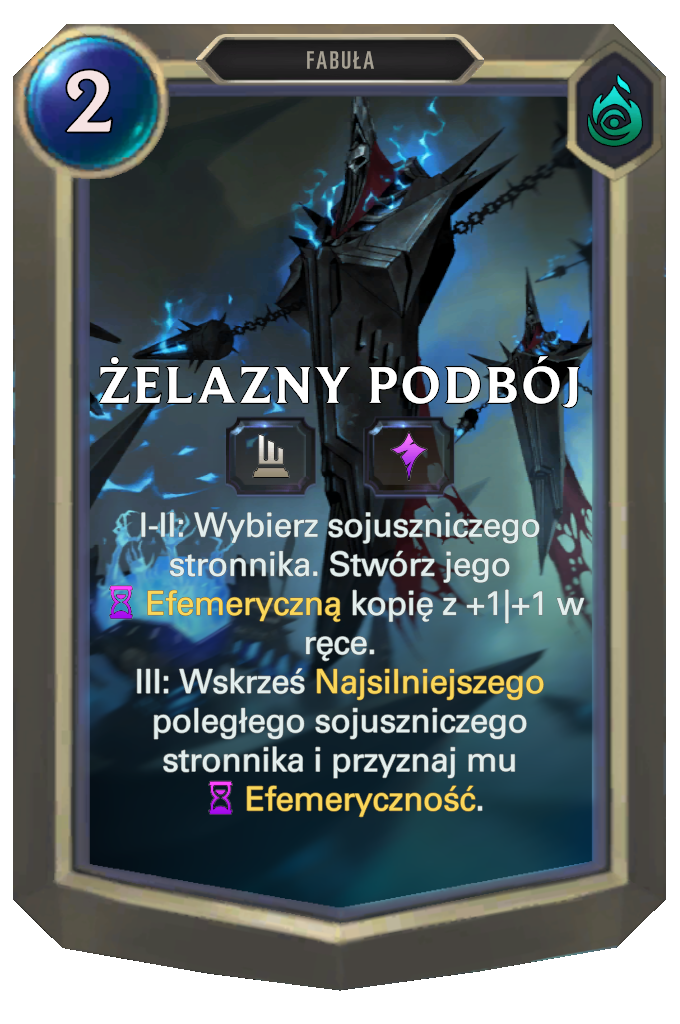 FABUŁA
2
ŻELAZNY PODBÓJ
I-II: Wybierz sojuszniczego
stronnika. Stwórz jego
Efemeryczną kopię z +1|+1 w
ręce.
III: Wskrześ Najsilniejszego
poległego sojuszniczego
stronnika i przyznaj mu
Efemeryczność.